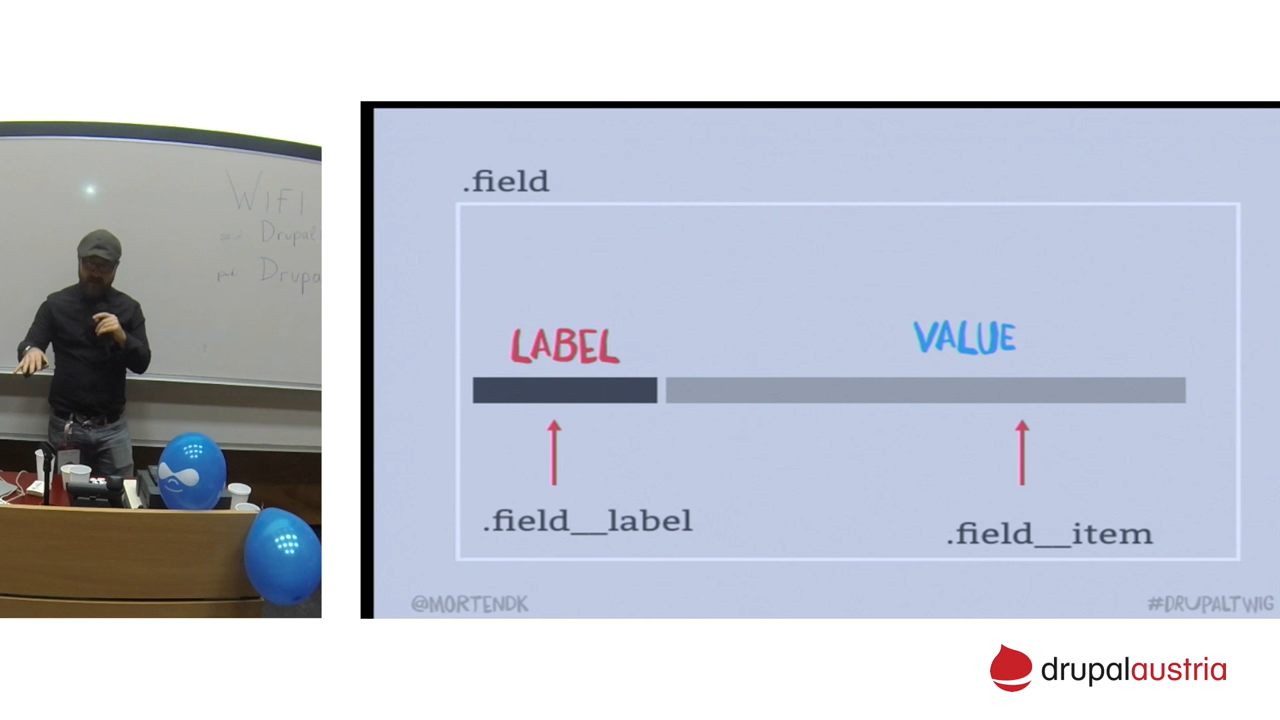 WIFI
Drupal
Drupa
.field
LABEL
VALUE
.field__label
.field__item
@MORTENDK
#DRUPALTWIG
drupalaustria